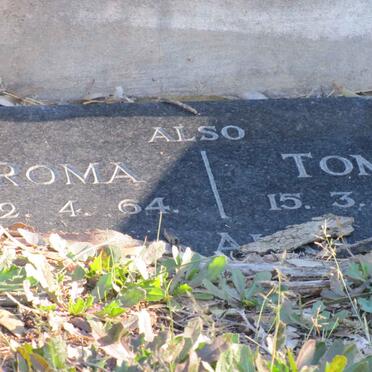 ALSO
ROMA TOM
2. 4. 64. 15. 3.